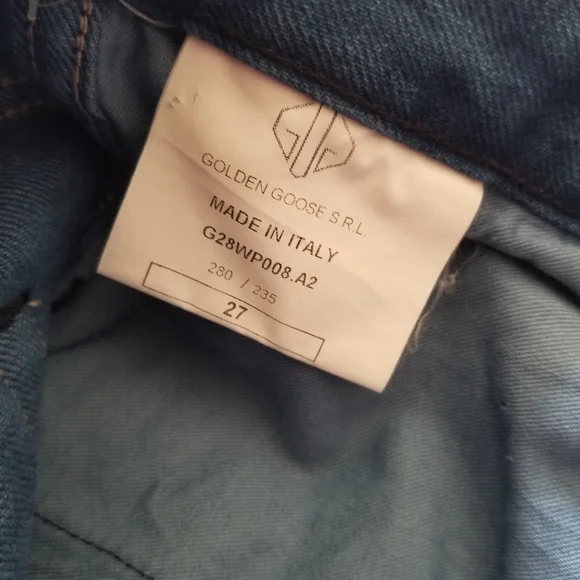 GOLDEN GOOSE S.R.L.
MADE IN ITALY
G28WP008.A2
280 / 235
27